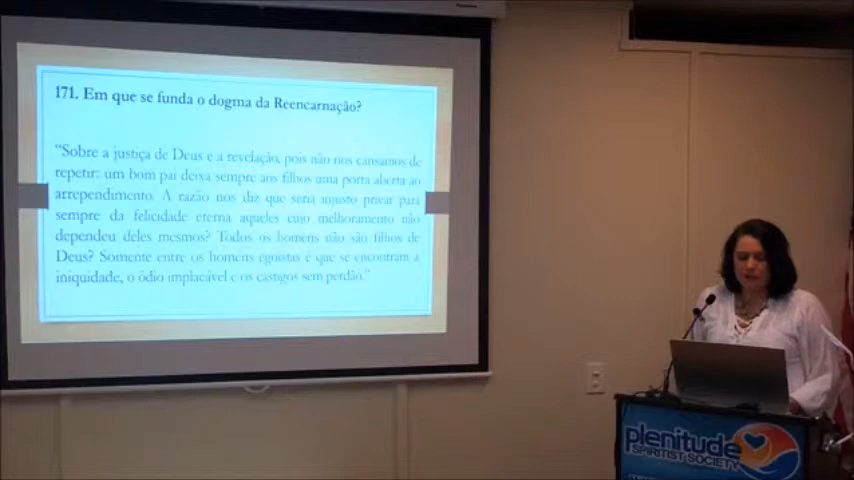 171. Em que se funda o dogma da Reencarnação?
"Sobre a justiça de Deus e a revelação, pois não nos cansamos de
repetir: um bom pai deixa sempre aos filhos uma porta aberta ao
arrependimento. A razão nos diz que seria injusto privar para
sempre da felicidade eterna aqueles cujo melhoramento não
dependeu deles mesmos? Todos os homens não são filhos de
Deus? Somente entre os homens egoístas é que se encontram a
iniquidade, o ódio implacável e os castigos sem perdão."
plenitude
SPIRITIST SOCIETY